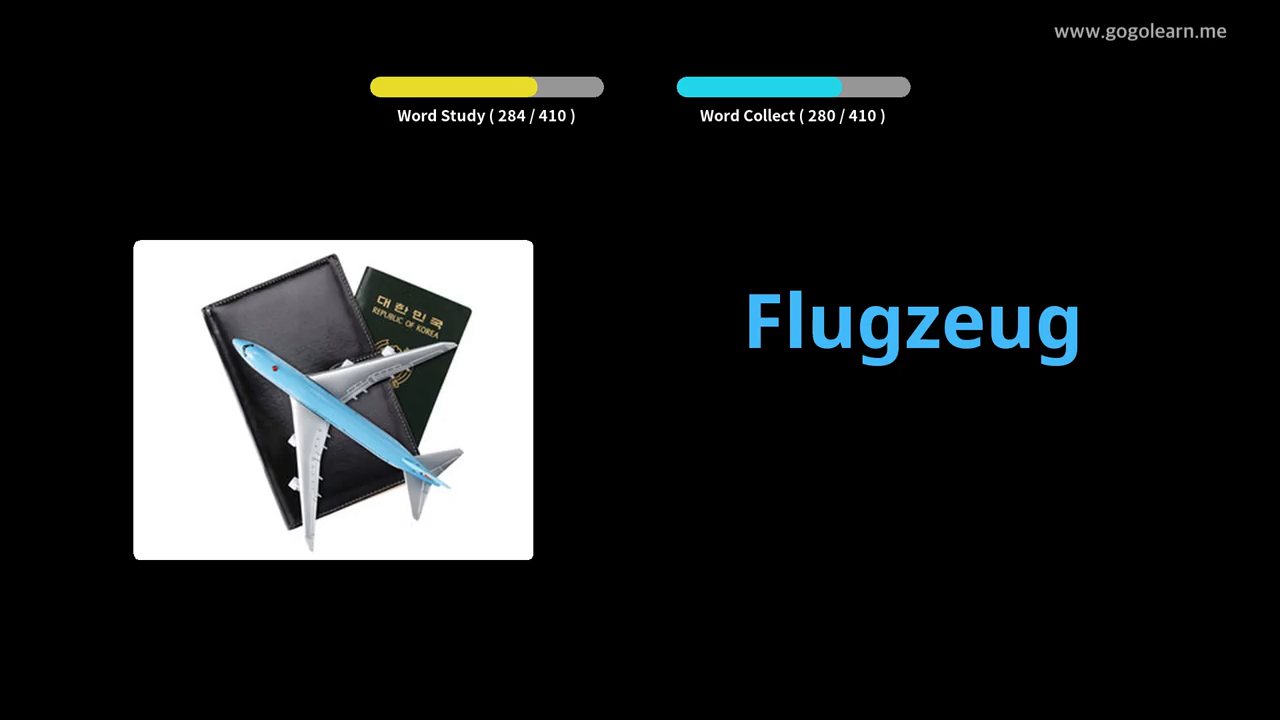 www.gogolearn.me
Word Study ( 284 / 410 )
Word Collect ( 280 / 410 )
대한민국
REPUBLIC OF KOREA
Flugzeug